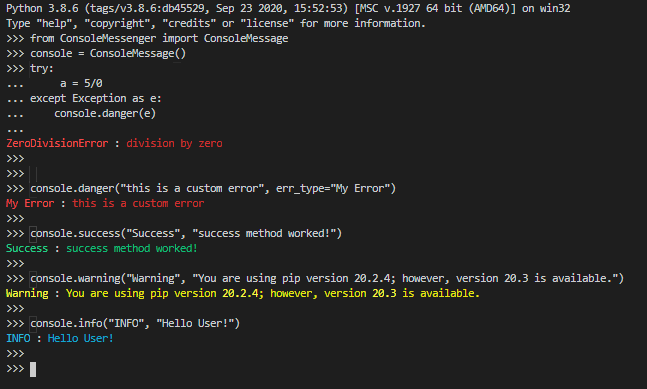 Python 3.8.6 (tags/v3.8.6:db45529, Sep 23 2020, 15:52:53) [MSC v.1927 64 bit (AMD64)] on win32
Type "help", "copyright", "credits" or "license" for more information.
>>> from ConsoleMessenger import ConsoleMessage
>>> console = ConsoleMessage()
>>> try:
...      a = 5/0
... except Exception as e:
...     console.danger(e)
...
ZeroDivisionError : division by zero
>>>
>>>
>>> console.danger("this is a custom error", err_type="My Error")
My Error : this is a custom error
>>>
>>> console.success("Success", "success method worked!")
Success : success method worked!
>>>
>>> console.warning("Warning", "You are using pip version 20.2.4; however, version 20.3 is available.")
Warning : You are using pip version 20.2.4; however, version 20.3 is available.
>>>
>>> console.info("INFO", "Hello User!")
INFO : Hello User!
>>>
>>>